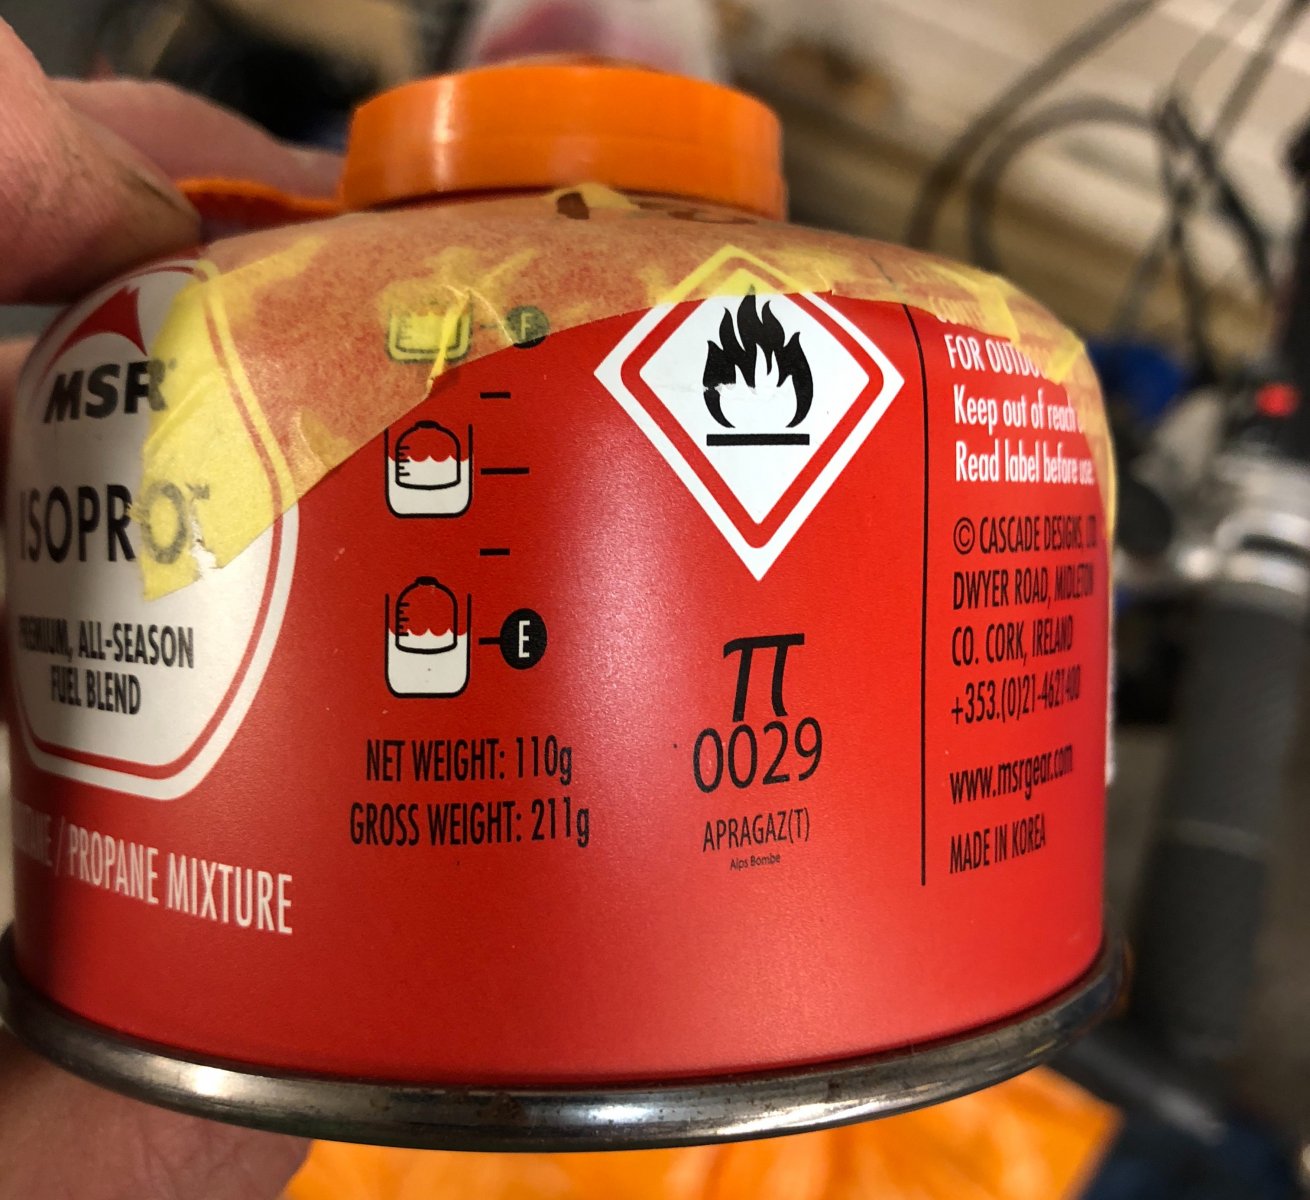 MSR
ISOPRO™
PREMIUM, ALL-SEASON
FUEL BLEND
/ PROPANE MIXTURE
F
E
NET WEIGHT: 110g
GROSS WEIGHT: 211g
π
0029
APRAGAZ(T)
Alps Bombe
FOR
Keep out of reach
Read label before use.
© CASCADE DESIGNS, LTD
DWYER ROAD, MIDLETON
CO. CORK, IRELAND
+353.(0)21-4621400
www.msrgear.com
MADE IN KOREA